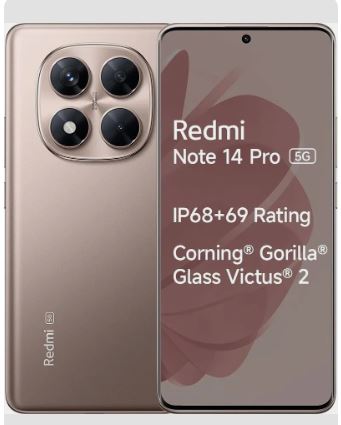 Redmi
Note 14 Pro 5G
IP68+69 Rating
Corning® Gorilla®
Glass Victus® 2
Redmi 5G